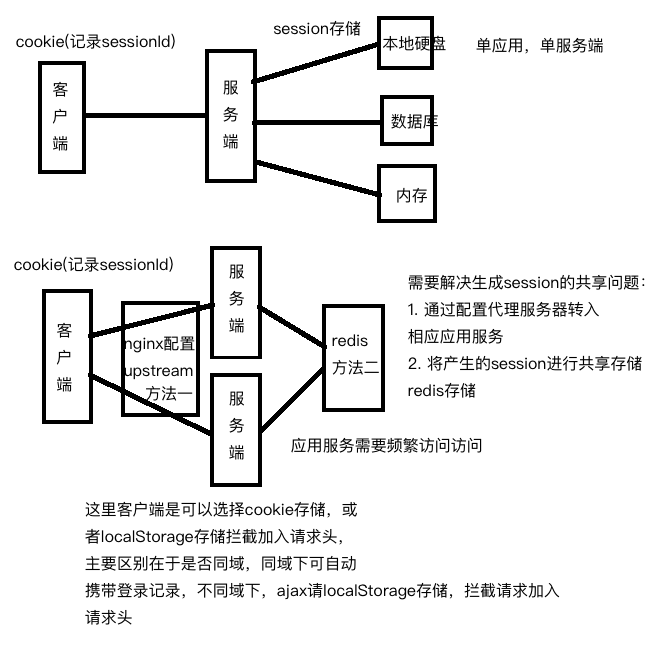 cookie(记录sessionId)
session存储
本地硬盘
单应用，单服务端
客
户
端
服
务
端
数据库
内存
cookie(记录sessionId)
服
务
端
客
户
端
nginx配置
upstream
方法一
服
务
端
redis
方法二
需要解决生成session的共享问题：
1. 通过配置代理服务器转入
相应应用服务
2. 将产生的session进行共享存储
redis存储
应用服务需要频繁访问访问
这里客户端是可以选择cookie存储，或
者localStorage存储拦截加入请求头，
主要区别在于是否同域，同域下可自动
携带登录记录，不同域下，ajax请localStorage存储，拦截请求加入
请求头